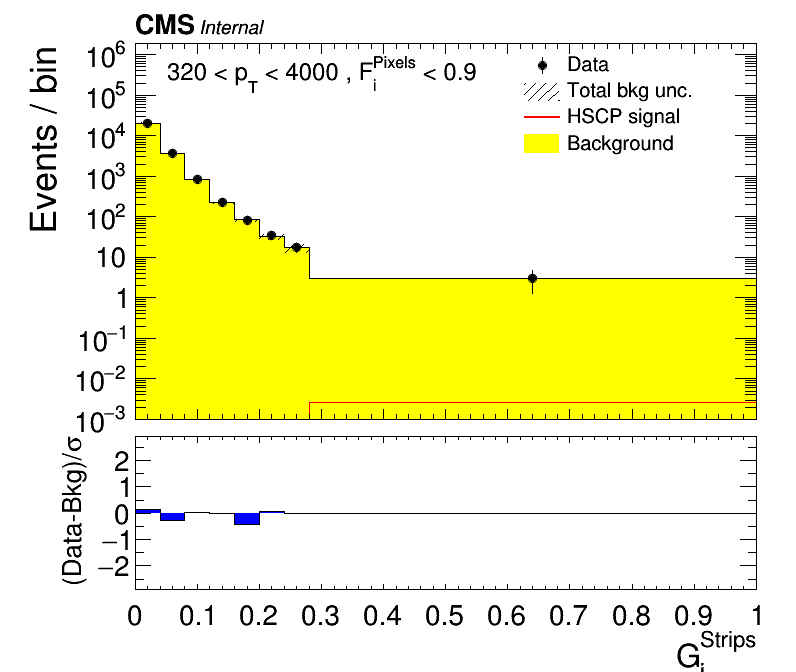 CMS Internal
320 < p_T < 4000 , F_i^Pixels < 0.9
Data
Total bkg unc.
HSCP signal
Background
Events / bin
10^6
10^5
10^4
10^3
10^2
10
1
10^−1
10^−2
10^−3
(Data-Bkg)/σ
2
1
0
−1
−2
0 0.1 0.2 0.3 0.4 0.5 0.6 0.7 0.8 0.9 1
G_i^Strips